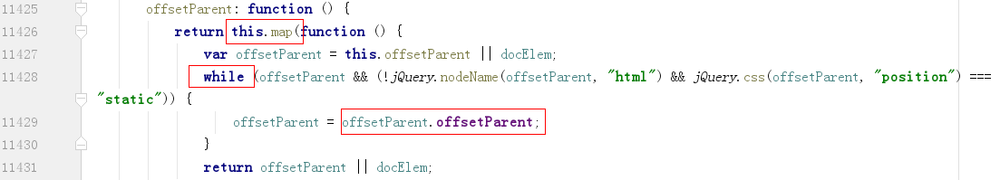 11425 offsetParent: function () {
11426 return this.map(function () {
11427 var offsetParent = this.offsetParent || docElem;
11428 while (offsetParent && (!jQuery.nodeName(offsetParent, "html") && jQuery.css(offsetParent, "position") ===
"static")) {
11429 offsetParent = offsetParent.offsetParent;
11430 }
11431 return offsetParent || docElem;